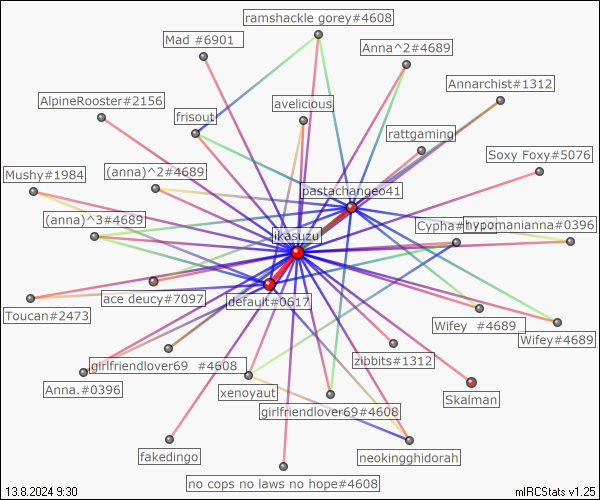 ramshackle gorey#4608
Mad #6901
Anna^2#4689
Annarchist#1312
AlpineRooster#2156
avelicious
frisout
rattgaming
Soxy Foxy#5076
Mushy#1984
(anna)^2#4689
pastachangeo41
(anna)^3#4689
Cypha#
hypomanianna#0396
ikasuzu
ace deucy#7097
default#0617
Toucan#2473
Wifey #4689
Wifey#4689
girlfriendlover69 #4608
zibbits#1312
Anna.#0396
xenoyaut
Skalman
girlfriendlover69#4608
fakedingo
neokingghidorah
no cops no laws no hope#4608
13.8.2024 9:30
mIRCStats v1.25